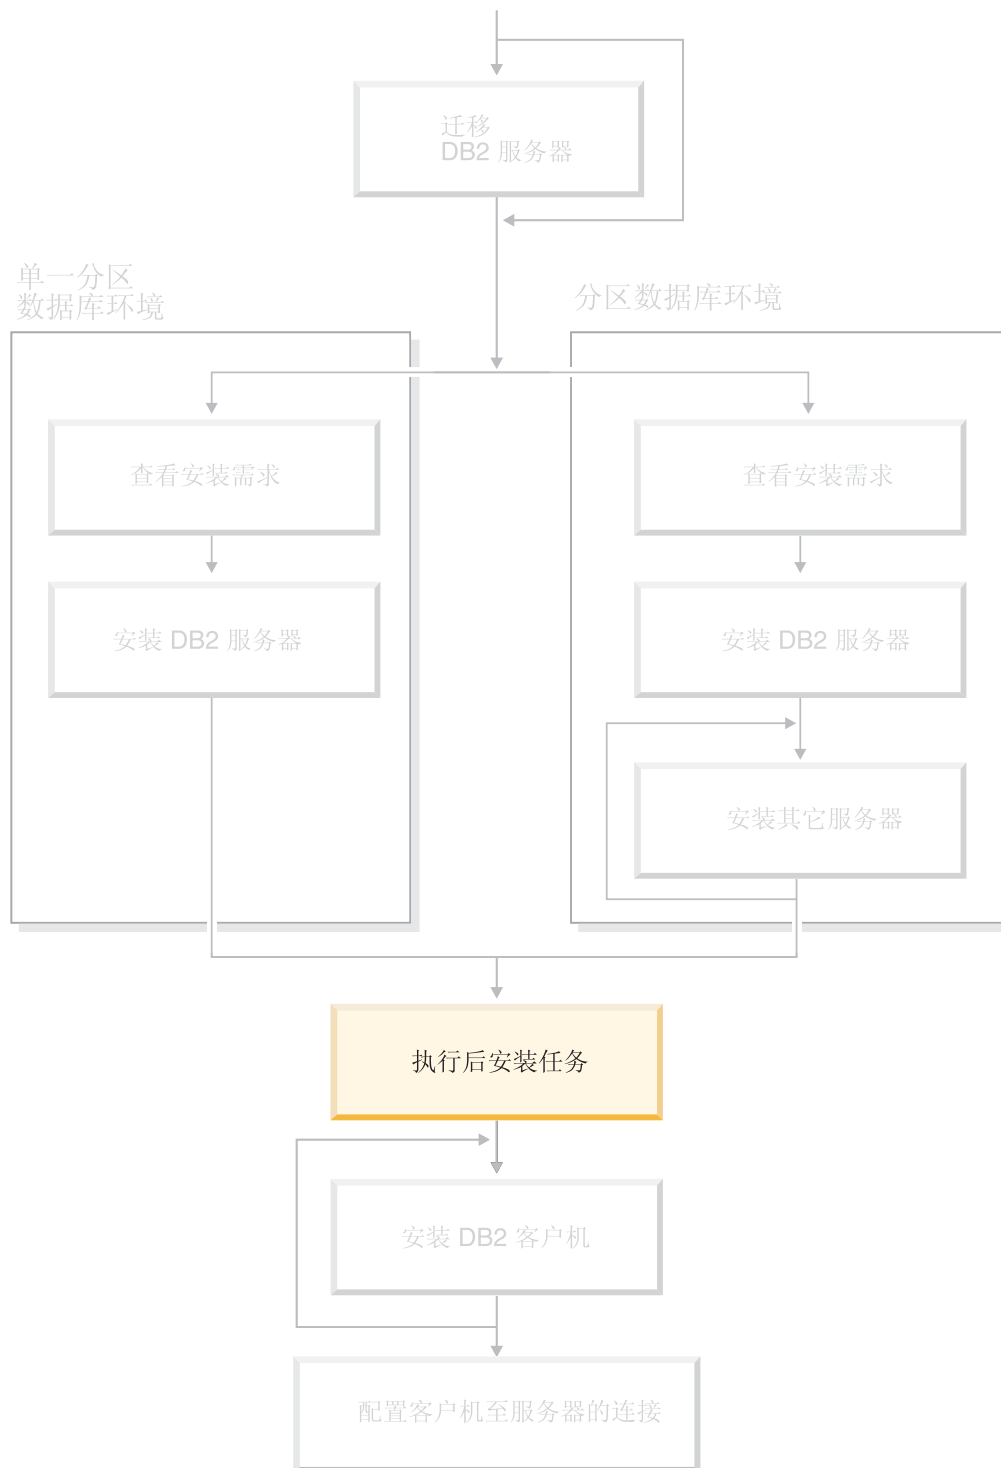 迁移
DB2 服务器
单一分区
数据库环境
分区数据库环境
查看安装需求
查看安装需求
安装 DB2 服务器
安装 DB2 服务器
安装其它服务器
执行后安装任务
安装 DB2 客户机
配置客户机至服务器的连接